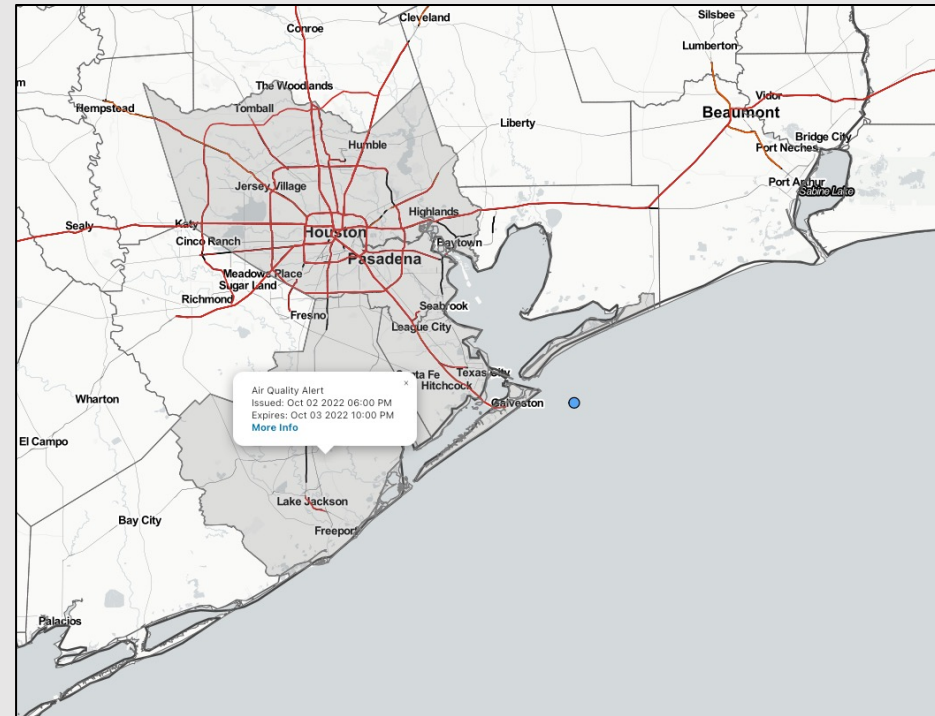 Cleveland
Silsbee
Conroe
Lumberton
The Woodlands
m
Hempstead
Tomball
Vidor
Beaumont
Liberty
Bridge City
Humble
Port Neches
Port Arthur
Jersey Village
Sabine Lake
Highlands
Sealy
Katy
Houston
Cinco Ranch
Baytown
Pasadena
Meadows Place
Sugar Land
Richmond
Seabrook
Fresno
League City
Santa Fe
Texas City
Hitchcock
Air Quality Alert
×
Issued: Oct 02 2022 06:00 PM
Expires: Oct 03 2022 10:00 PM
More Info
Wharton
Galveston
El Campo
Lake Jackson
Bay City
Freeport
Palacios